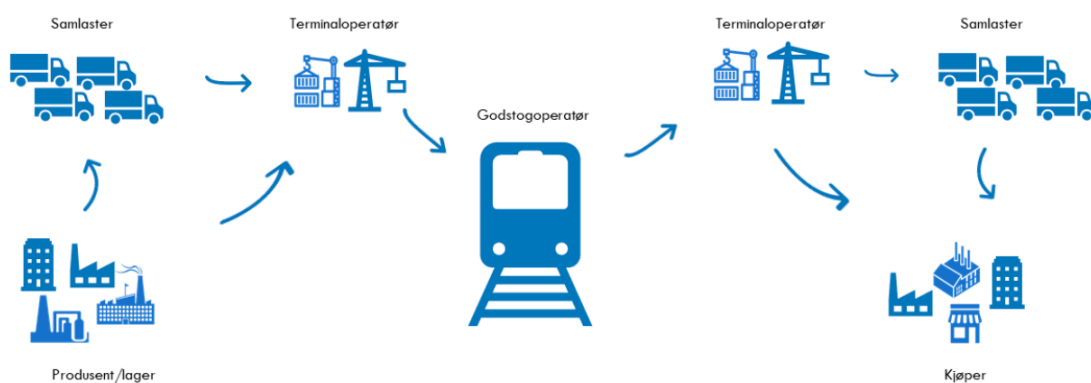 Samlaster
Terminaloperatør
Terminaloperatør
Samlaster
Godstogoperatør
Produsent/lager
Kjøper